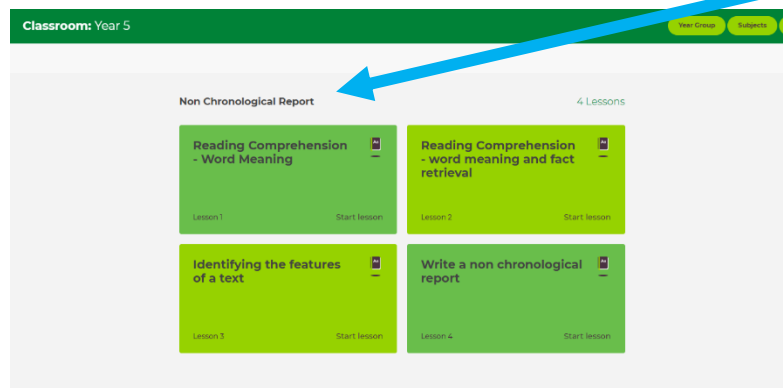 Classroom: Year 5
Year Group
Subjects
Non Chronological Report
4 Lessons
Reading Comprehension
- Word Meaning
Lesson 1
Start lesson
Reading Comprehension
- word meaning and fact
retrieval
Lesson 2
Start lesson
Identifying the features
of a text
Lesson 3
Start lesson
Write a non chronological
report
Lesson 4
Start lesson